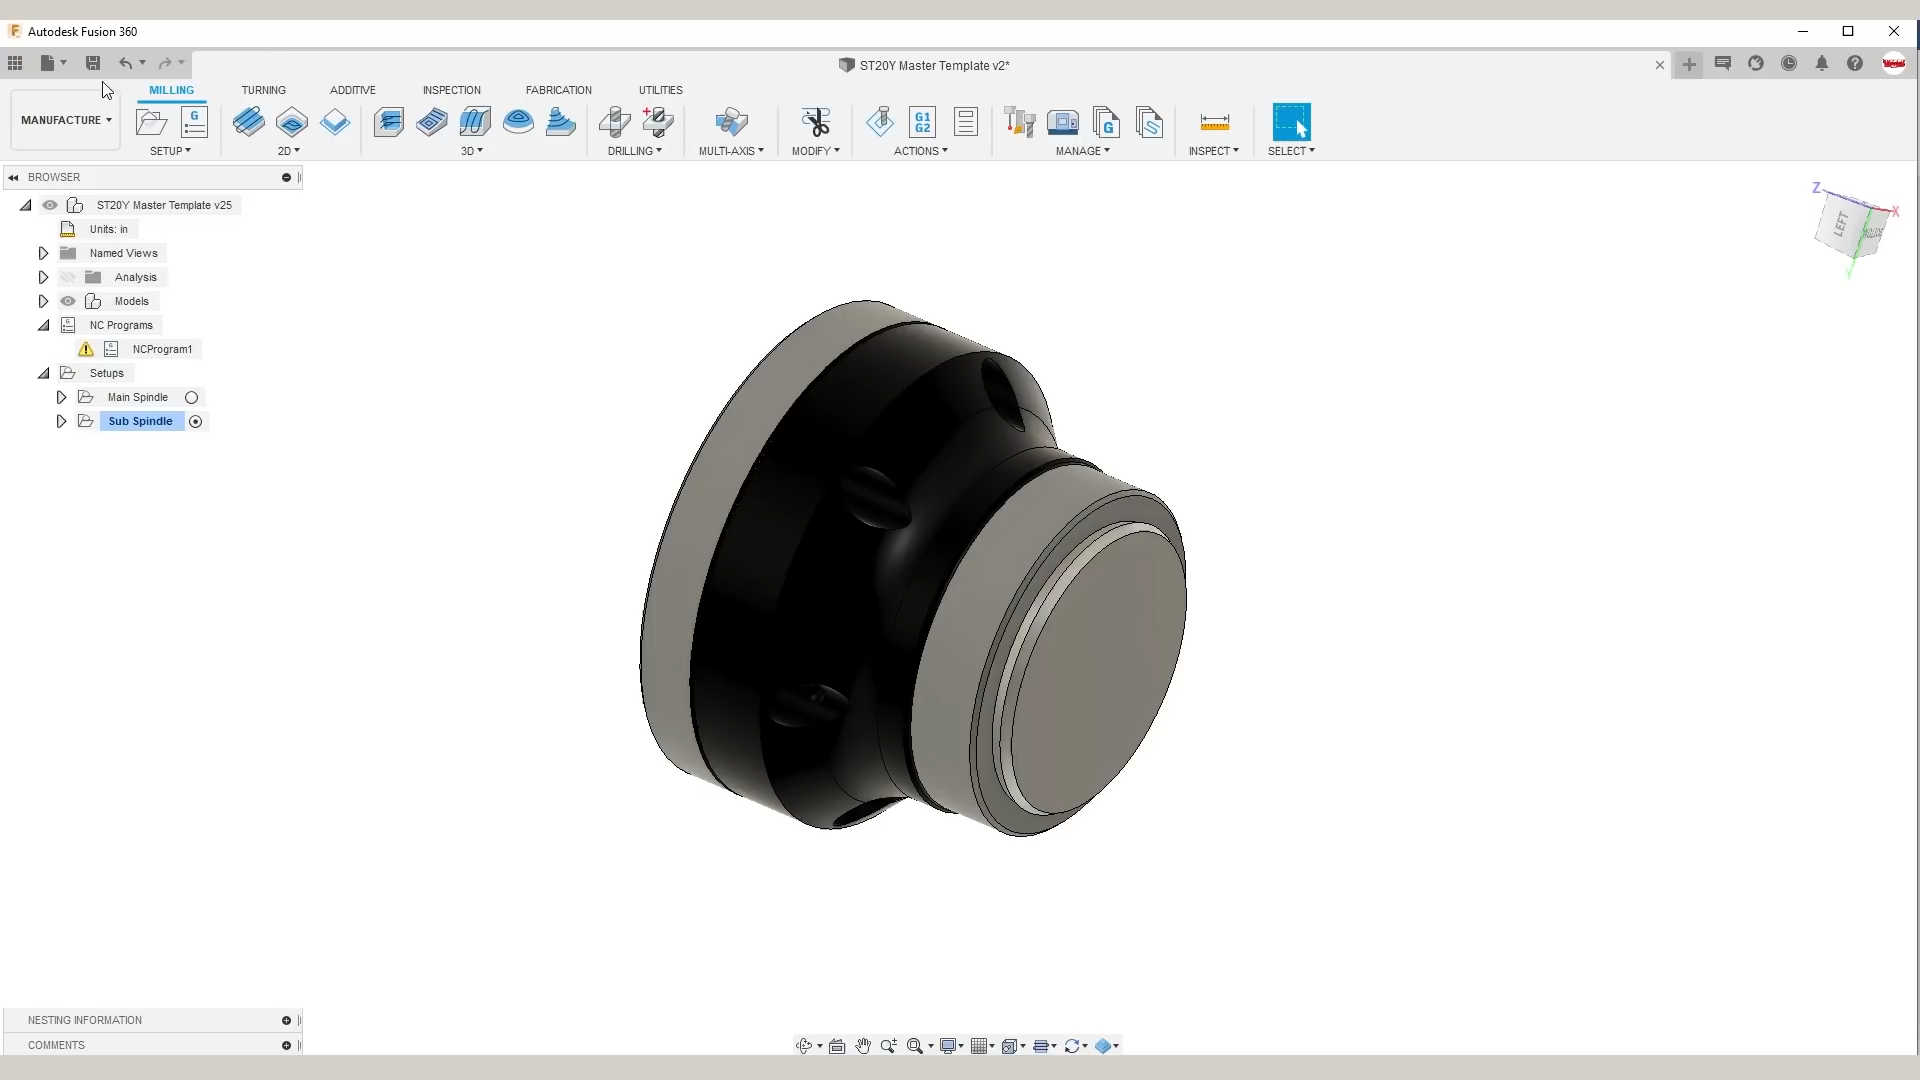 Autodesk Fusion 360
ST20Y Master Template v2*
MANUFACTURE
MILLING
TURNING
ADDITIVE
INSPECTION
FABRICATION
UTILITIES
G
G1
G2
G
SETUP
2D
3D
DRILLING
MULTI-AXIS
MODIFY
ACTIONS
MANAGE
INSPECT
SELECT
BROWSER
ST20Y Master Template v25
Units: in
Named Views
Analysis
Models
NC Programs
NCProgram1
Setups
Main Spindle
Sub Spindle
Z
X
LEFT
Y
NESTING INFORMATION
COMMENTS